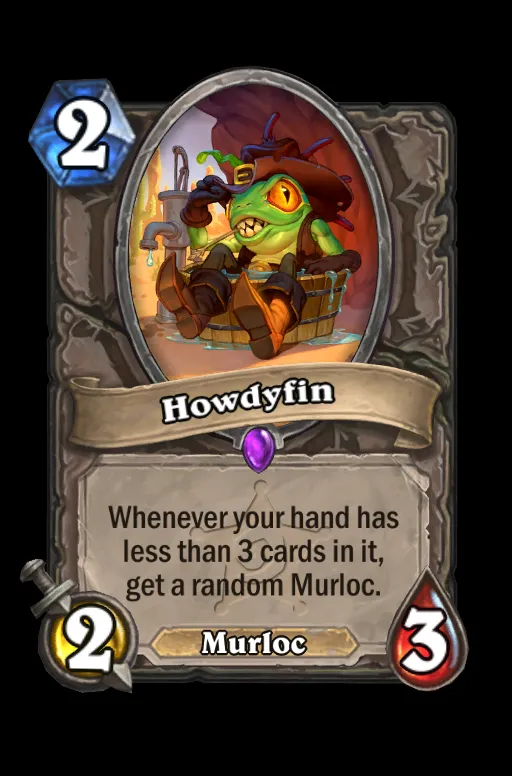 2
Howdyfin
Whenever your hand has
less than 3 cards in it,
get a random Murloc.
2
Murloc
3